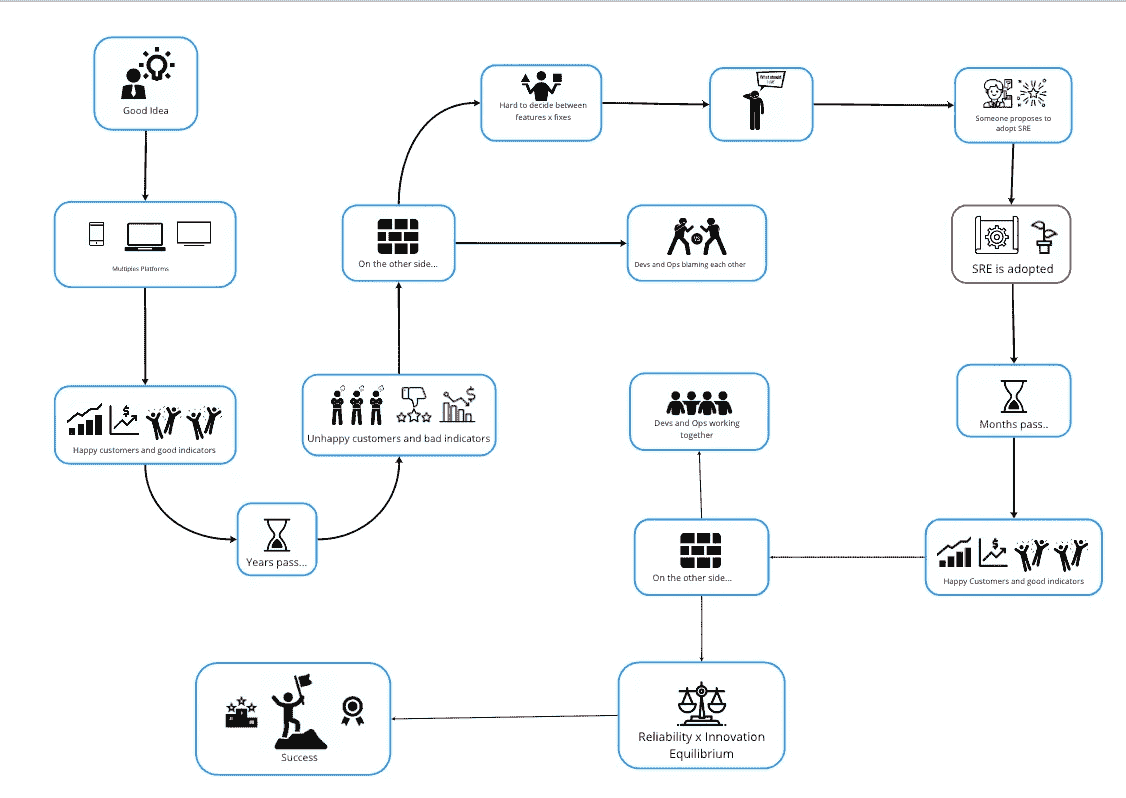 Good Idea
Multiples Platforms
Happy customers and good indicators
Years pass...
Unhappy customers and bad indicators
On the other side...
Devs and Ops blaming each other
Hard to decide between
features x fixes
What should
Someone proposes to
adopt SRE
SRE is adopted
Months pass..
Happy Customers and good indicators
On the other side...
Devs and Ops working
together
Reliability x Innovation
Equilibrium
Success